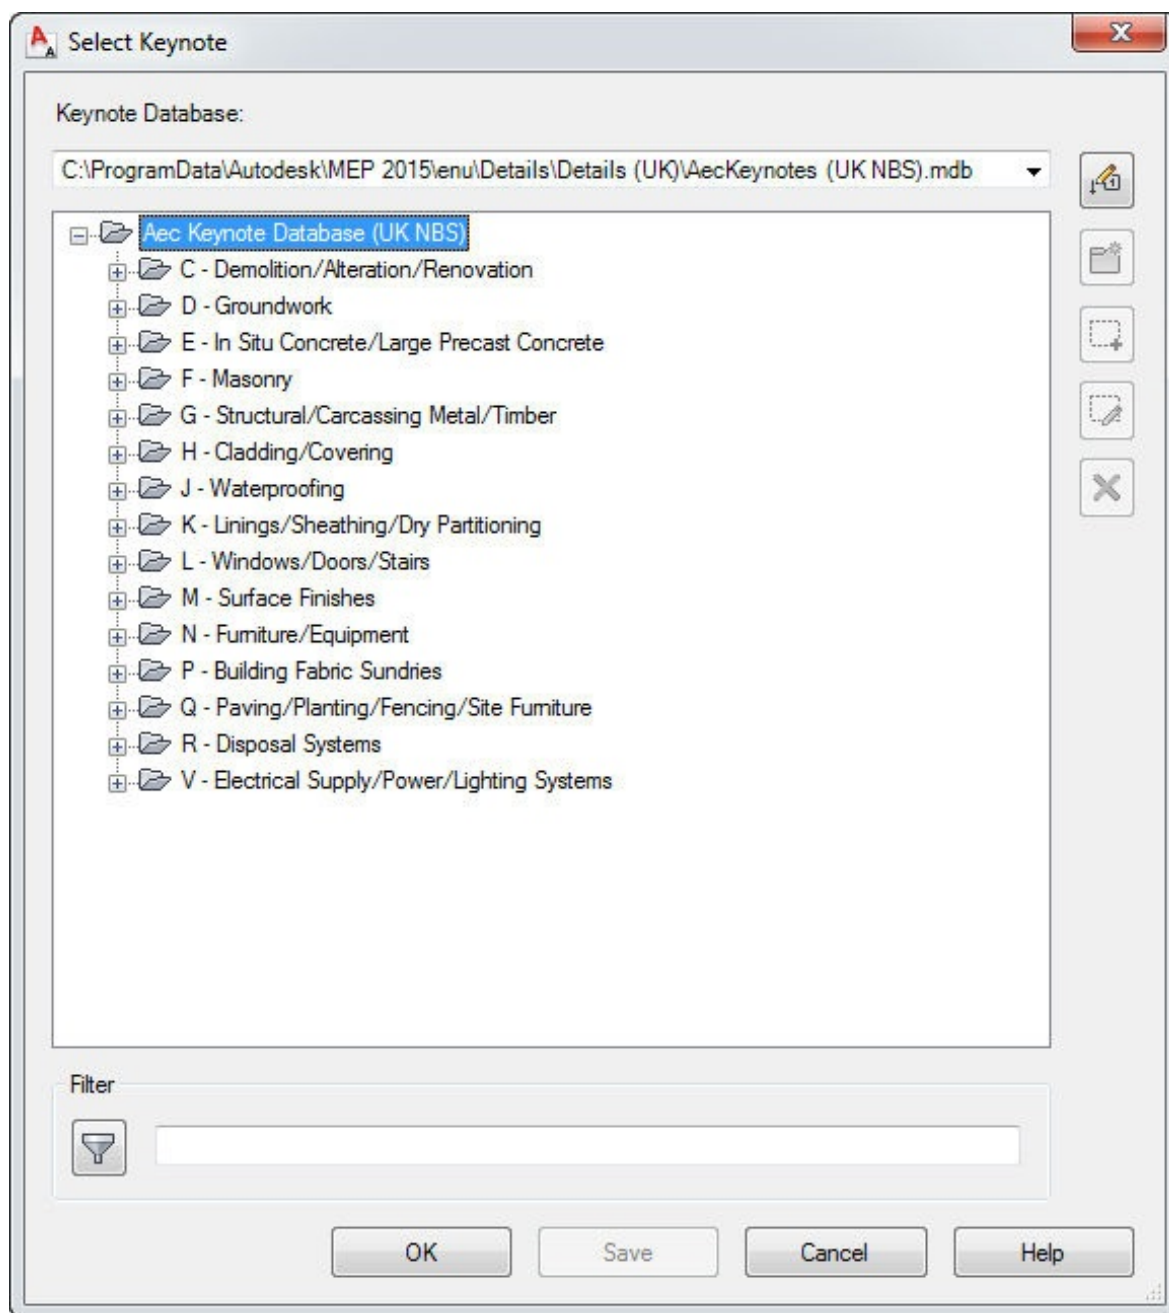 Select Keynote
Keynote Database:
C:\ProgramData\Autodesk\MEP 2015\enu\Details\Details (UK)\AecKeynotes (UK NBS).mdb
Aec Keynote Database (UK NBS)
C - Demolition/Alteration/Renovation
D - Groundwork
E - In Situ Concrete/Large Precast Concrete
F - Masonry
G - Structural/Carcassing Metal/Timber
H - Cladding/Covering
J - Waterproofing
K - Linings/Sheathing/Dry Partitioning
L - Windows/Doors/Stairs
M - Surface Finishes
N - Furniture/Equipment
P - Building Fabric Sundries
Q - Paving/Planting/Fencing/Site Furniture
R - Disposal Systems
V - Electrical Supply/Power/Lighting Systems
Filter
OK Save Cancel Help